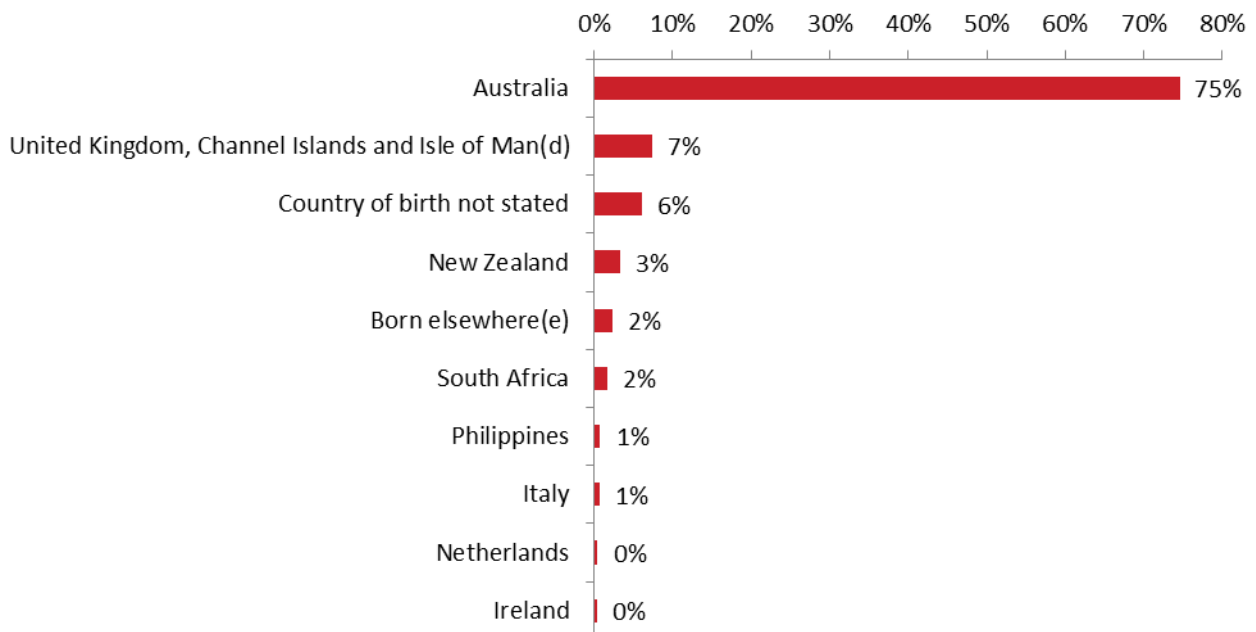 0% 10% 20% 30% 40% 50% 60% 70% 80%
Australia 75%
United Kingdom, Channel Islands and Isle of Man(d) 7%
Country of birth not stated 6%
New Zealand 3%
Born elsewhere(e) 2%
South Africa 2%
Philippines 1%
Italy 1%
Netherlands 0%
Ireland 0%